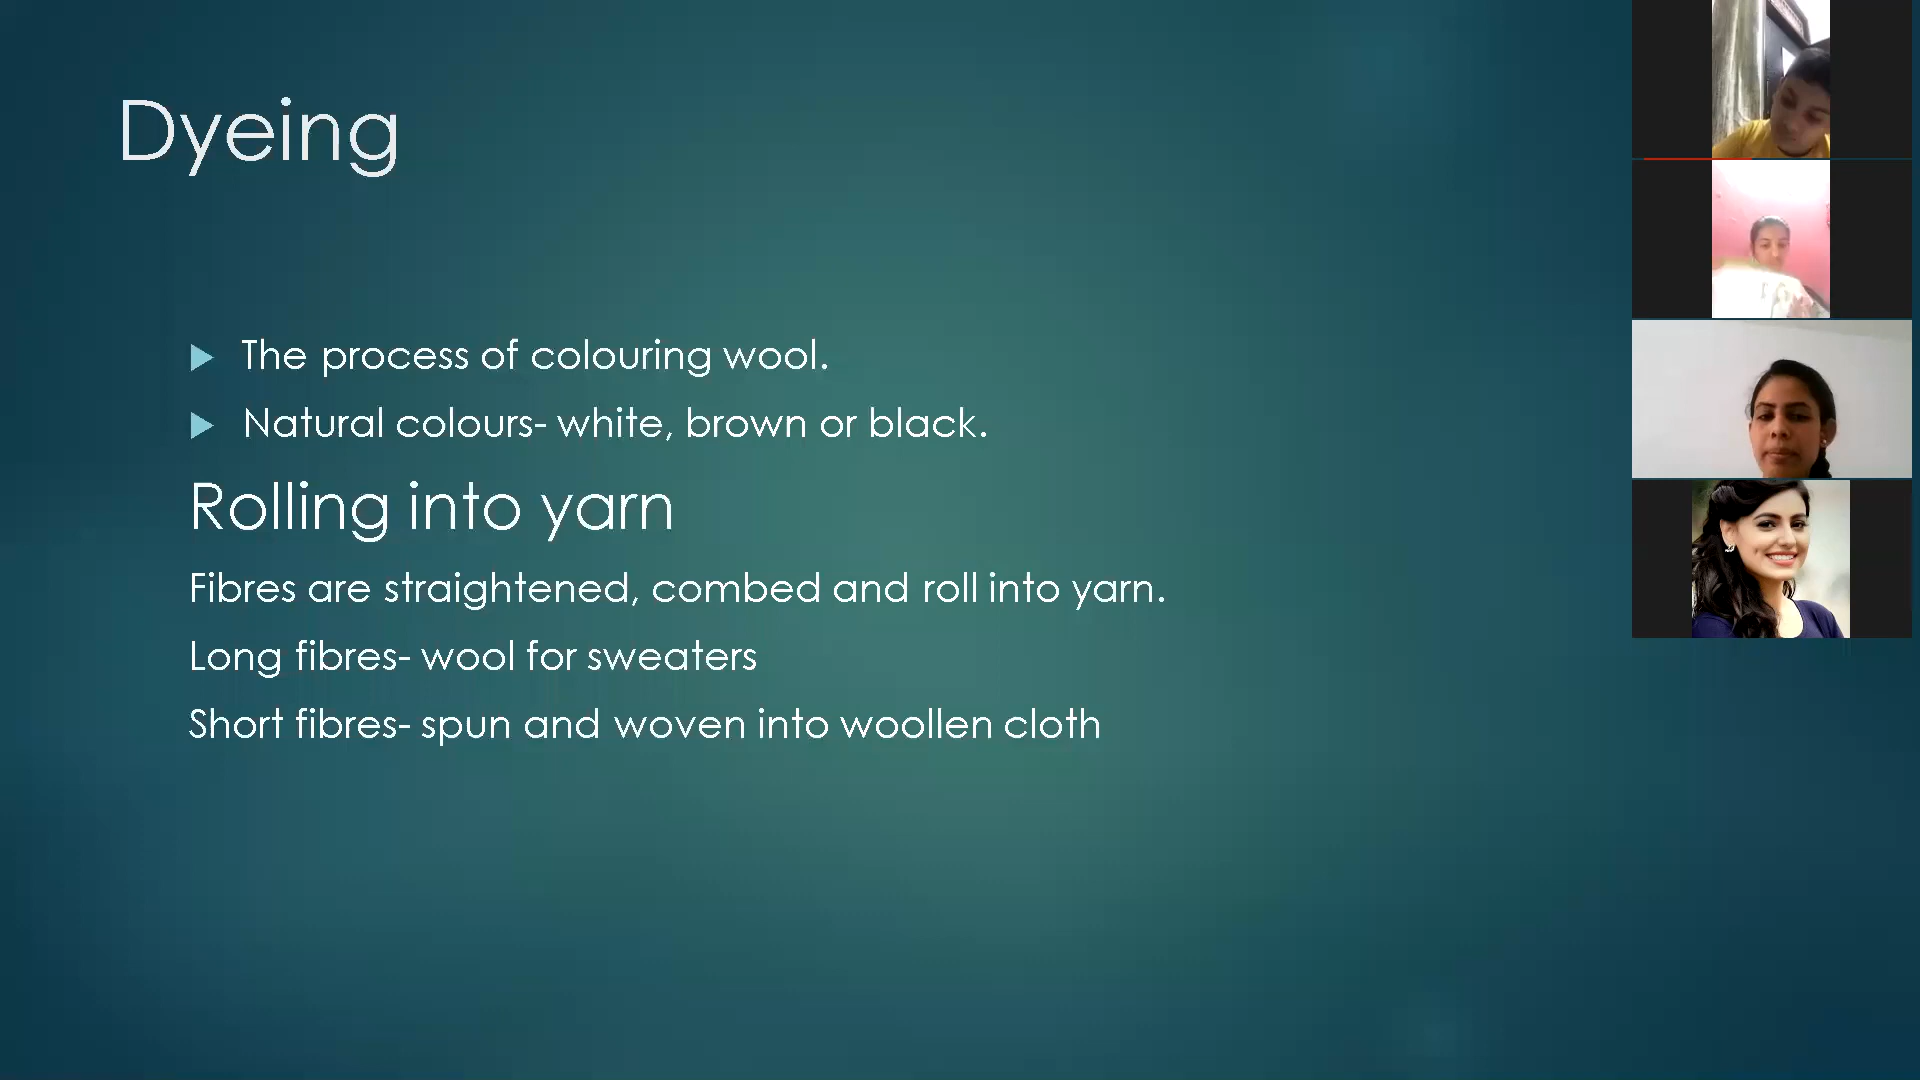 Dyeing
The process of colouring wool.
Natural colours- white, brown or black.
Rolling into yarn
Fibres are straightened, combed and roll into yarn.
Long fibres- wool for sweaters
Short fibres- spun and woven into woollen cloth